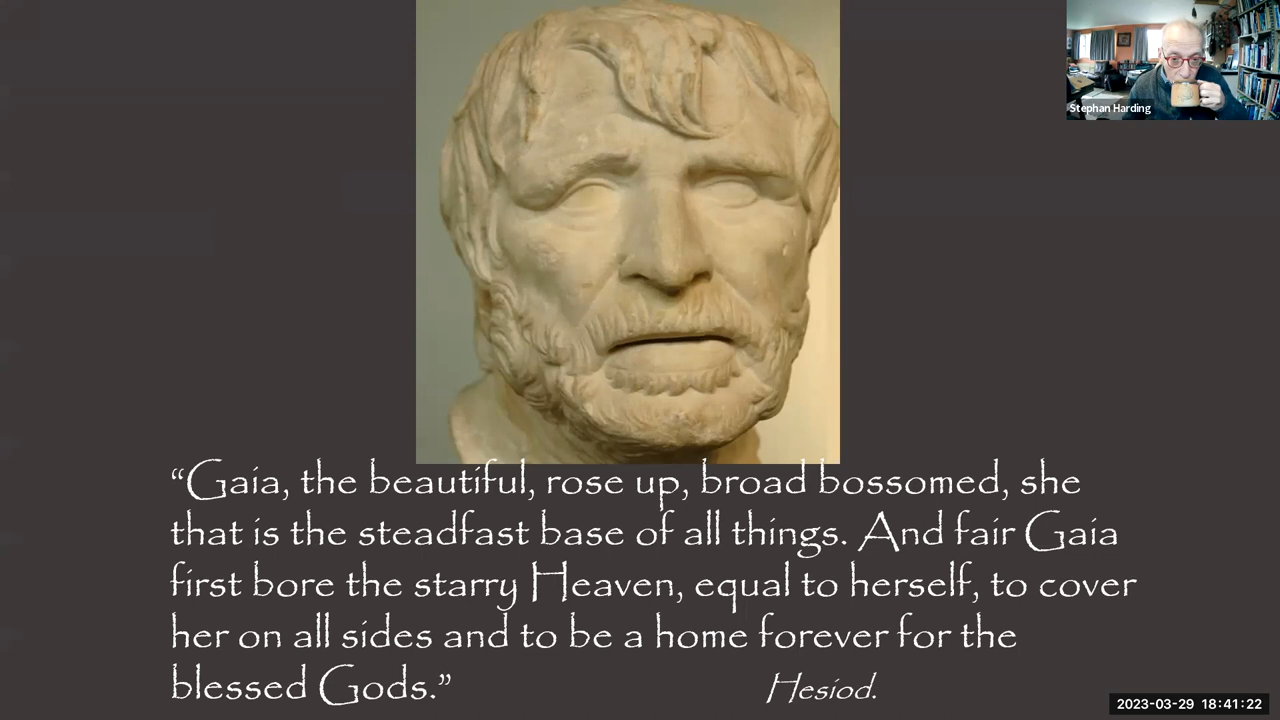 Stephan Harding
“Gaia, the beautiful, rose up, broad bossomed, she
that is the steadfast base of all things. And fair Gaia
first bore the starry Heaven, equal to herself, to cover
her on all sides and to be a home forever for the
blessed Gods.”
Hesiod.
2023-03-29 18:41:22